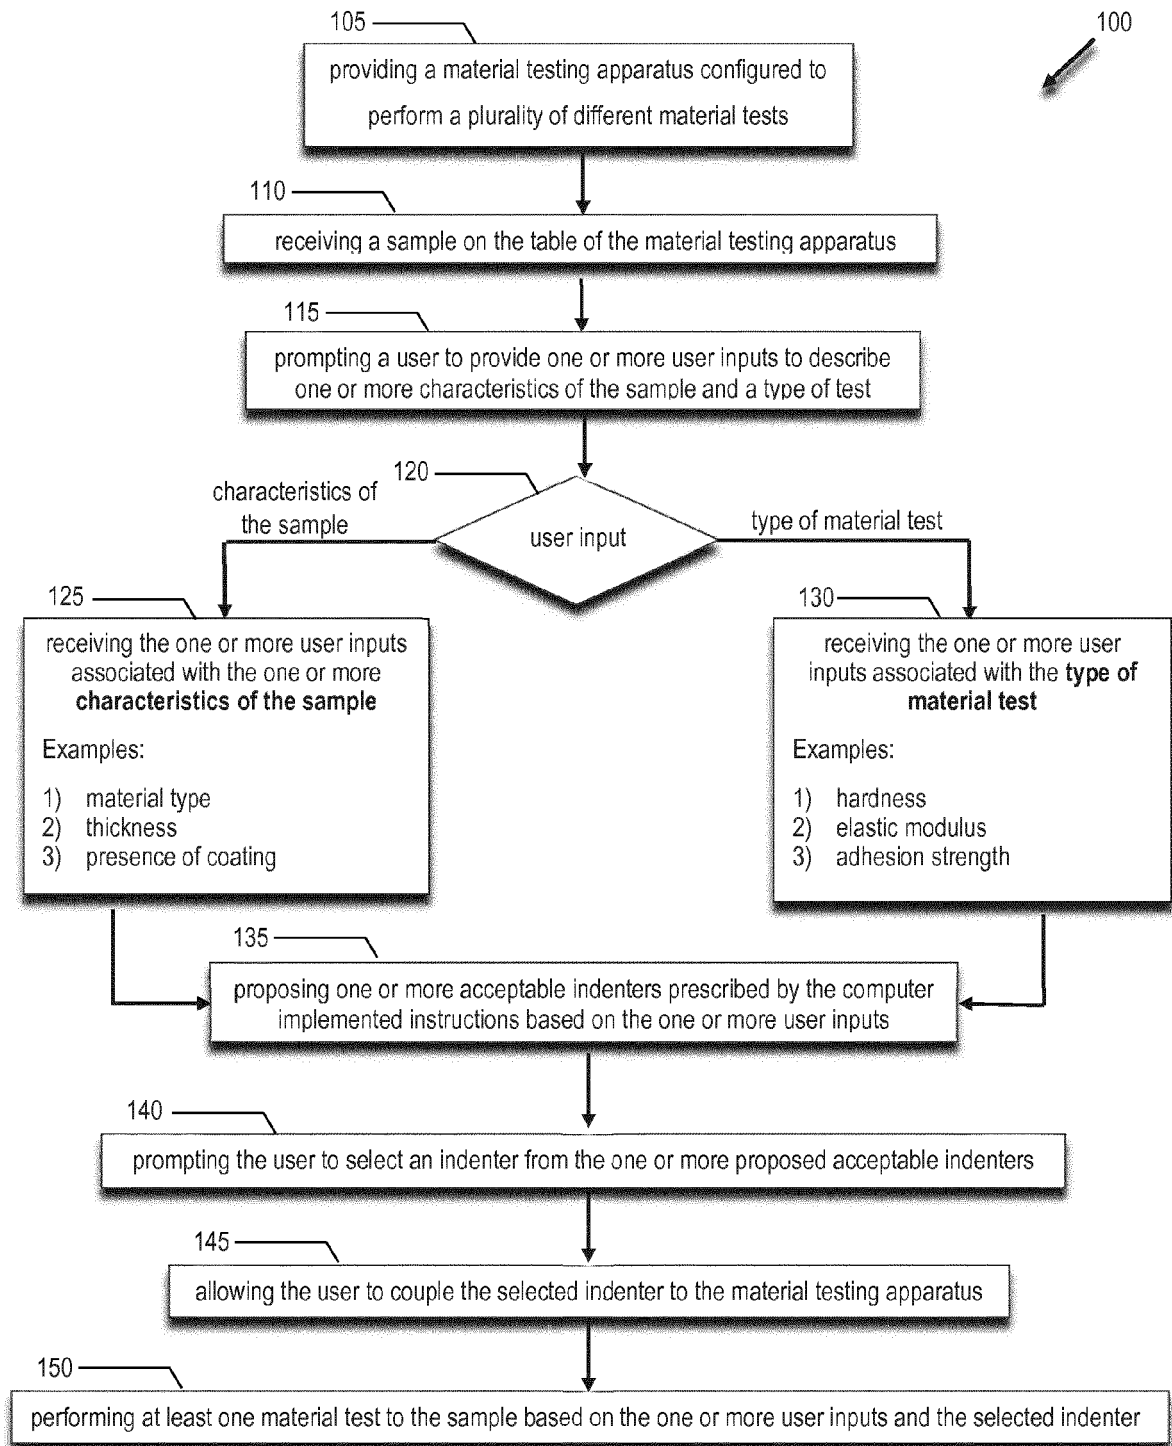 105
100
providing a material testing apparatus configured to
perform a plurality of different material tests
110
receiving a sample on the table of the material testing apparatus
115
prompting a user to provide one or more user inputs to describe
one or more characteristics of the sample and a type of test
120
characteristics of
the sample
user input
type of material test
125
receiving the one or more user inputs
associated with the one or more
characteristics of the sample
Examples:
1) material type
2) thickness
3) presence of coating
130
receiving the one or more user
inputs associated with the type of
material test
Examples:
1) hardness
2) elastic modulus
3) adhesion strength
135
proposing one or more acceptable indenters prescribed by the computer
implemented instructions based on the one or more user inputs
140
prompting the user to select an indenter from the one or more proposed acceptable indenters
145
allowing the user to couple the selected indenter to the material testing apparatus
150
performing at least one material test to the sample based on the one or more user inputs and the selected indenter